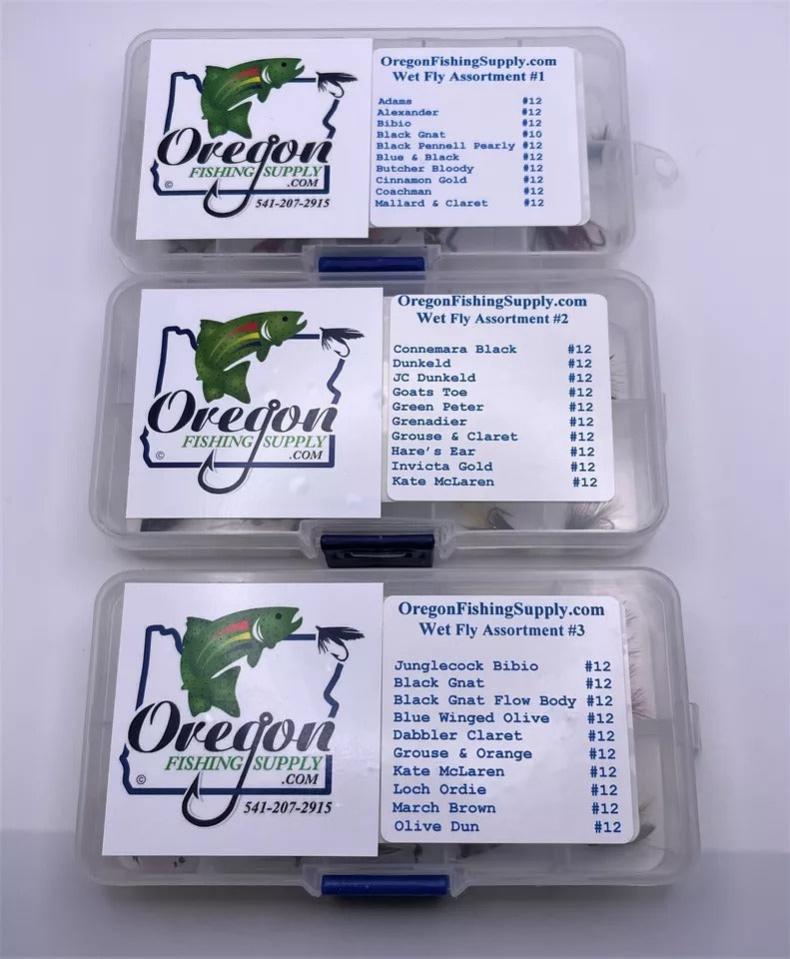 Oregon
FISHING SUPPLY
.COM
©
541-207-2915
OregonFishingSupply.com
Wet Fly Assortment #1
Adams #12
Alexander #12
Bibio #12
Black Gnat #10
Black Pennell Pearly #12
Blue & Black #12
Butcher Bloody #12
Cinnamon Gold #12
Coachman #12
Mallard & Claret #12
Oregon
FISHING SUPPLY
.COM
©
OregonFishingSupply.com
Wet Fly Assortment #2
Connemara Black #12
Dunkeld #12
JC Dunkeld #12
Goats Toe #12
Green Peter #12
Grenadier #12
Grouse & Claret #12
Hare's Ear #12
Invicta Gold #12
Kate McLaren #12
Oregon
FISHING SUPPLY
.COM
©
541-207-2915
OregonFishingSupply.com
Wet Fly Assortment #3
Junglecock Bibio #12
Black Gnat #12
Black Gnat Flow Body #12
Blue Winged Olive #12
Dabbler Claret #12
Grouse & Orange #12
Kate McLaren #12
Loch Ordie #12
March Brown #12
Olive Dun #12